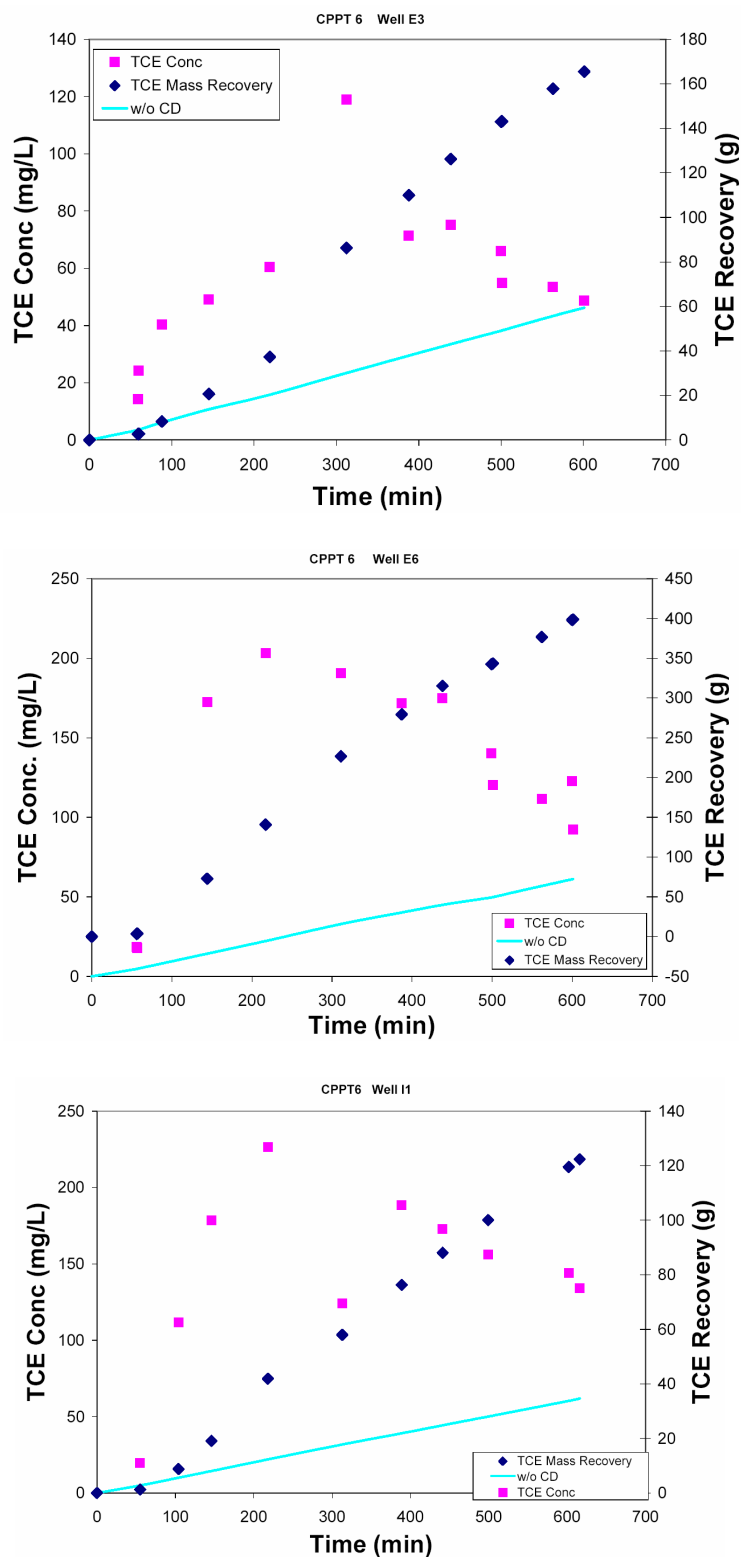 CPPT 6 Well E3
140
120
100
80
60
40
20
0
180
160
140
120
100
80
60
40
20
0
TCE Conc
TCE Mass Recovery
w/o CD
TCE Conc (mg/L)
TCE Recovery (g)
0 100 200 300 400 500 600 700
Time (min)
CPPT 6 Well E6
250
200
150
100
50
0
450
400
350
300
250
200
150
100
50
0
-50
TCE Conc. (mg/L)
TCE Recovery (g)
TCE Conc
w/o CD
TCE Mass Recovery
0 100 200 300 400 500 600 700
Time (min)
CPPT6 Well I1
250
200
150
100
50
0
140
120
100
80
60
40
20
0
TCE Conc (mg/L)
TCE Recovery (g)
TCE Mass Recovery
w/o CD
TCE Conc
0 100 200 300 400 500 600 700
Time (min)